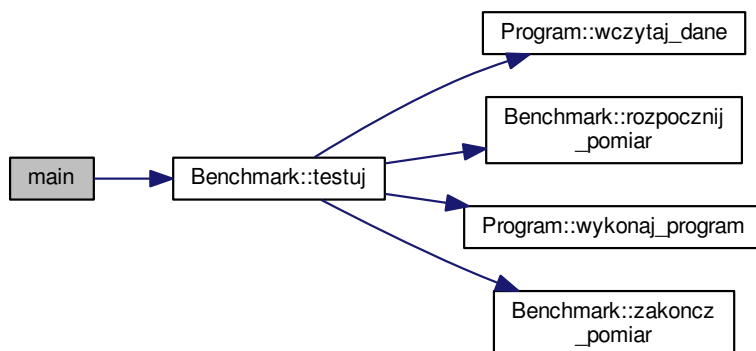 Program::wczytaj_dane
Benchmark::rozpocznij
_pomiar
main
Benchmark::testuj
Program::wykonaj_program
Benchmark::zakoncz
_pomiar